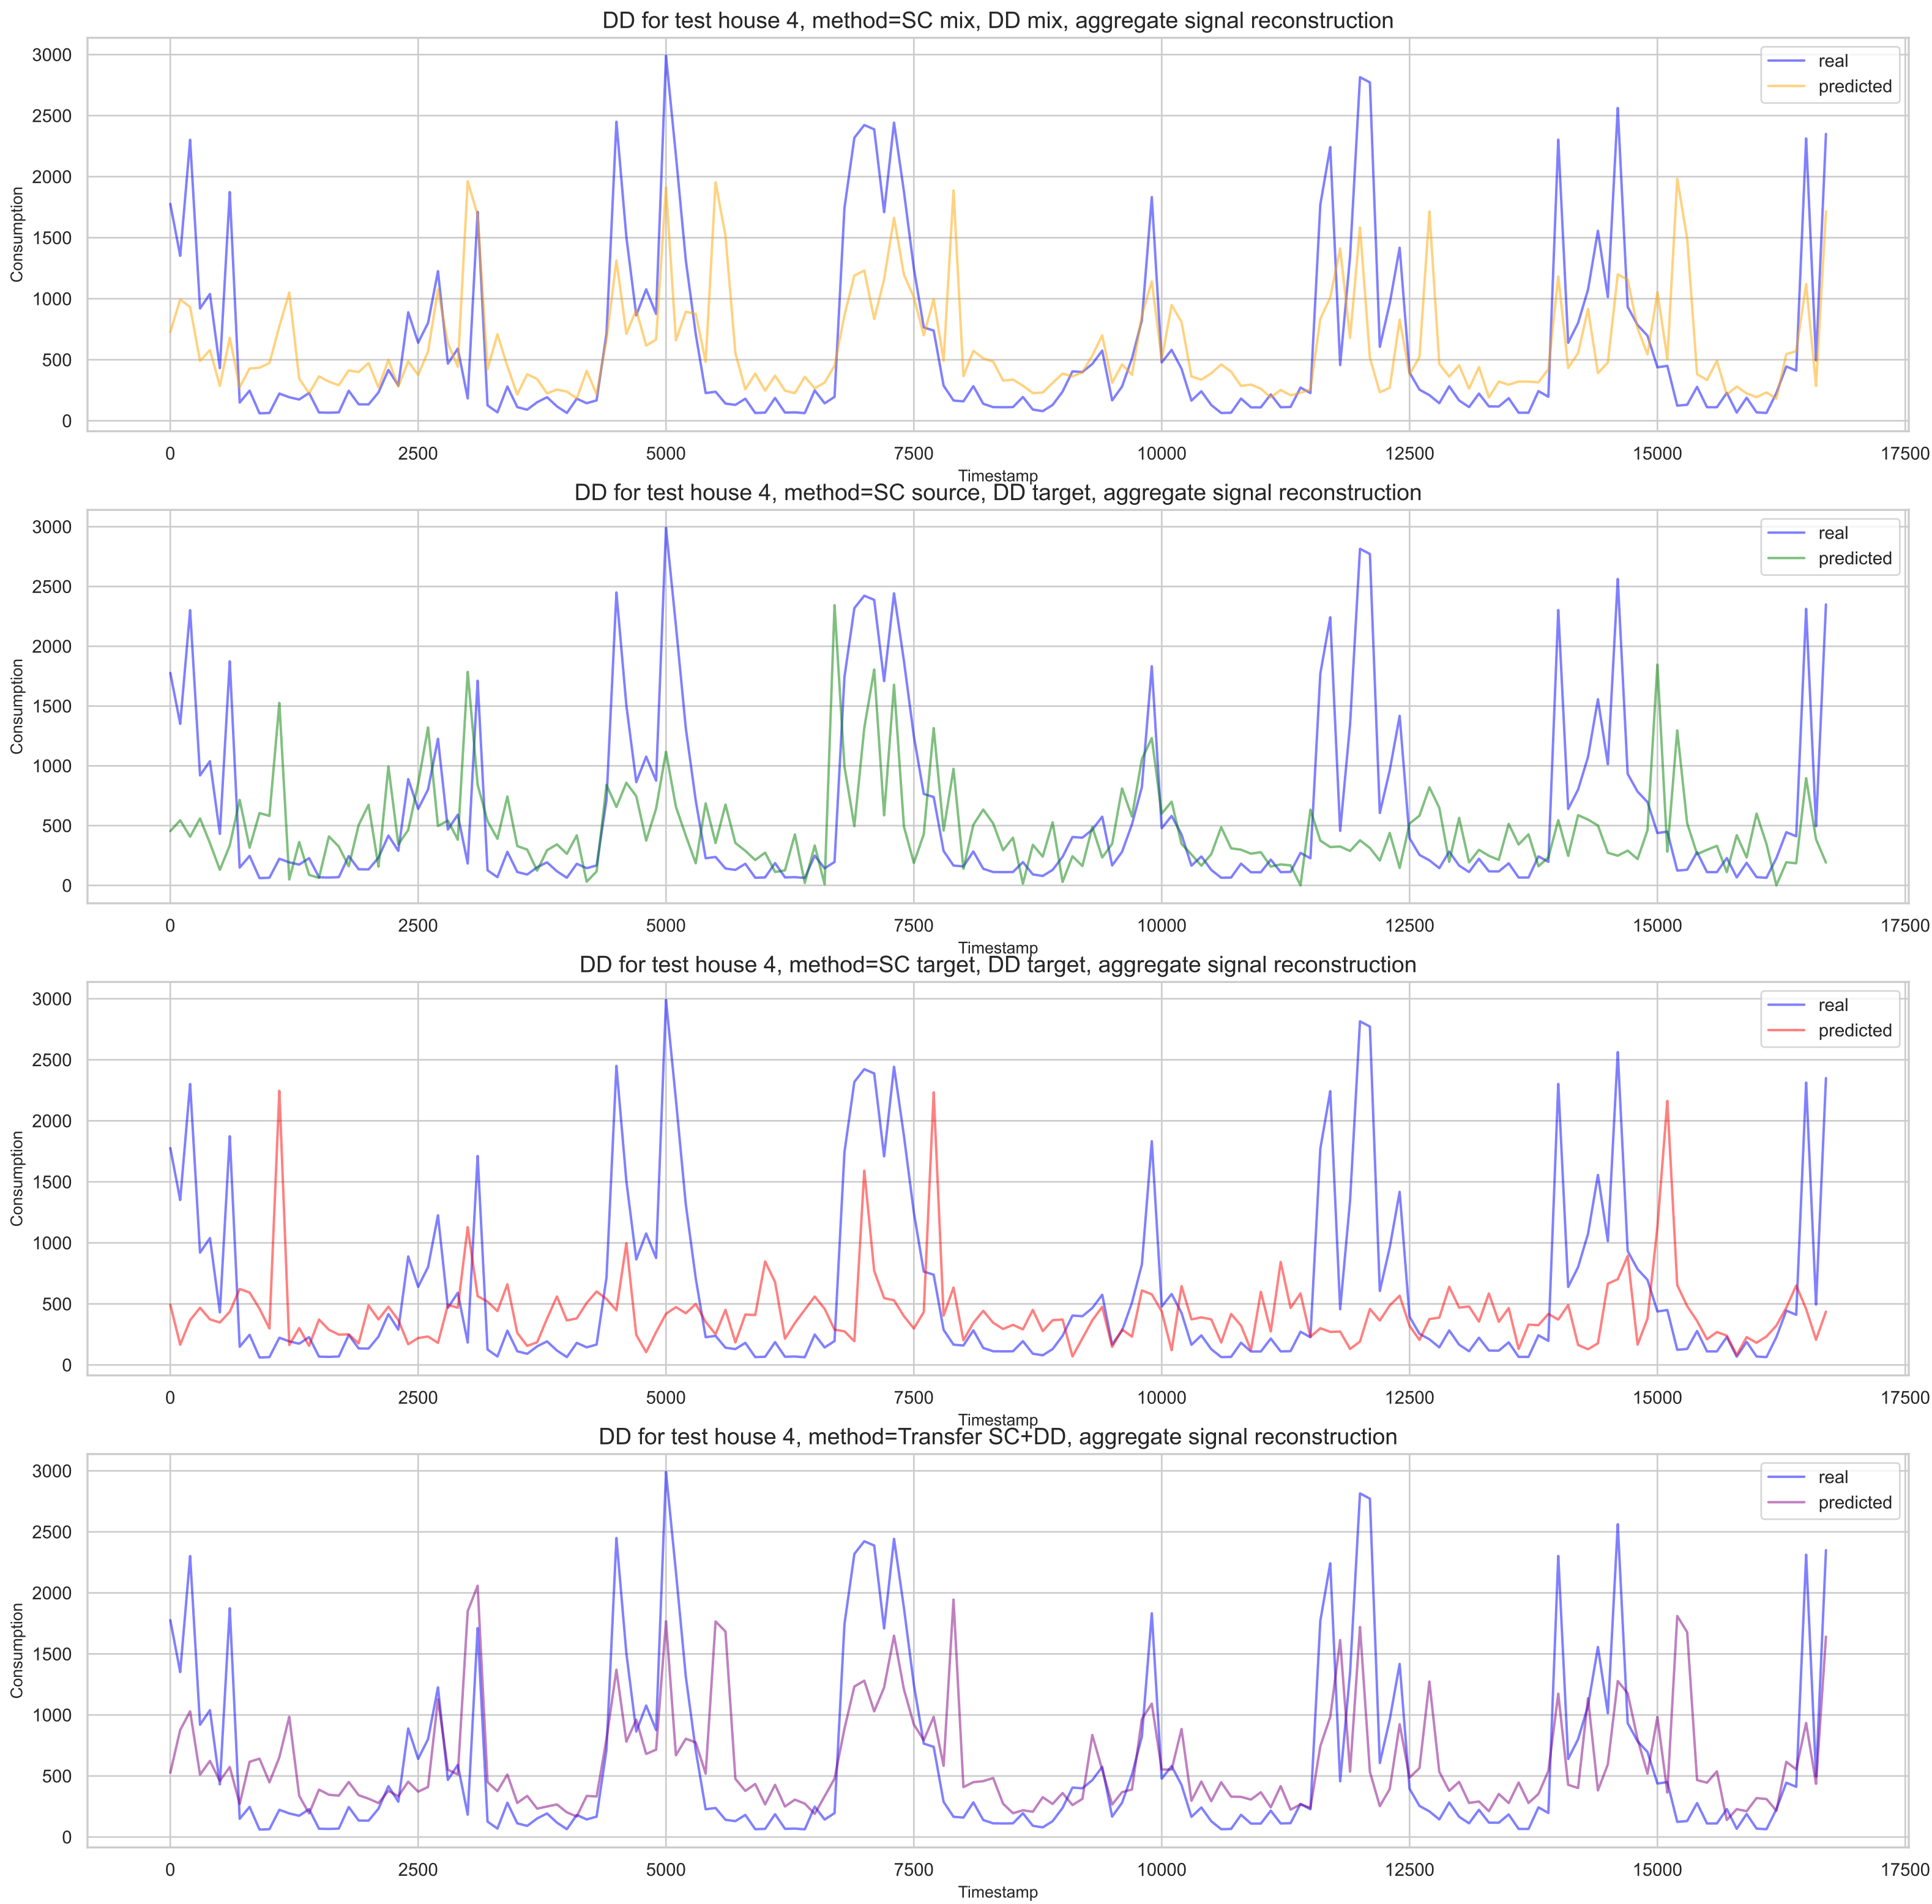 DD for test house 4, method=SC mix, DD mix, aggregate signal reconstruction
3000
2500
2000
1500
1000
500
0
Consumption
real
predicted
0 2500 5000 7500 10000 12500 15000 17500
Timestamp
DD for test house 4, method=SC source, DD target, aggregate signal reconstruction
3000
2500
2000
1500
1000
500
0
Consumption
real
predicted
0 2500 5000 7500 10000 12500 15000 17500
Timestamp
DD for test house 4, method=SC target, DD target, aggregate signal reconstruction
3000
2500
2000
1500
1000
500
0
Consumption
real
predicted
0 2500 5000 7500 10000 12500 15000 17500
Timestamp
DD for test house 4, method=Transfer SC+DD, aggregate signal reconstruction
3000
2500
2000
1500
1000
500
0
Consumption
real
predicted
0 2500 5000 7500 10000 12500 15000 17500
Timestamp